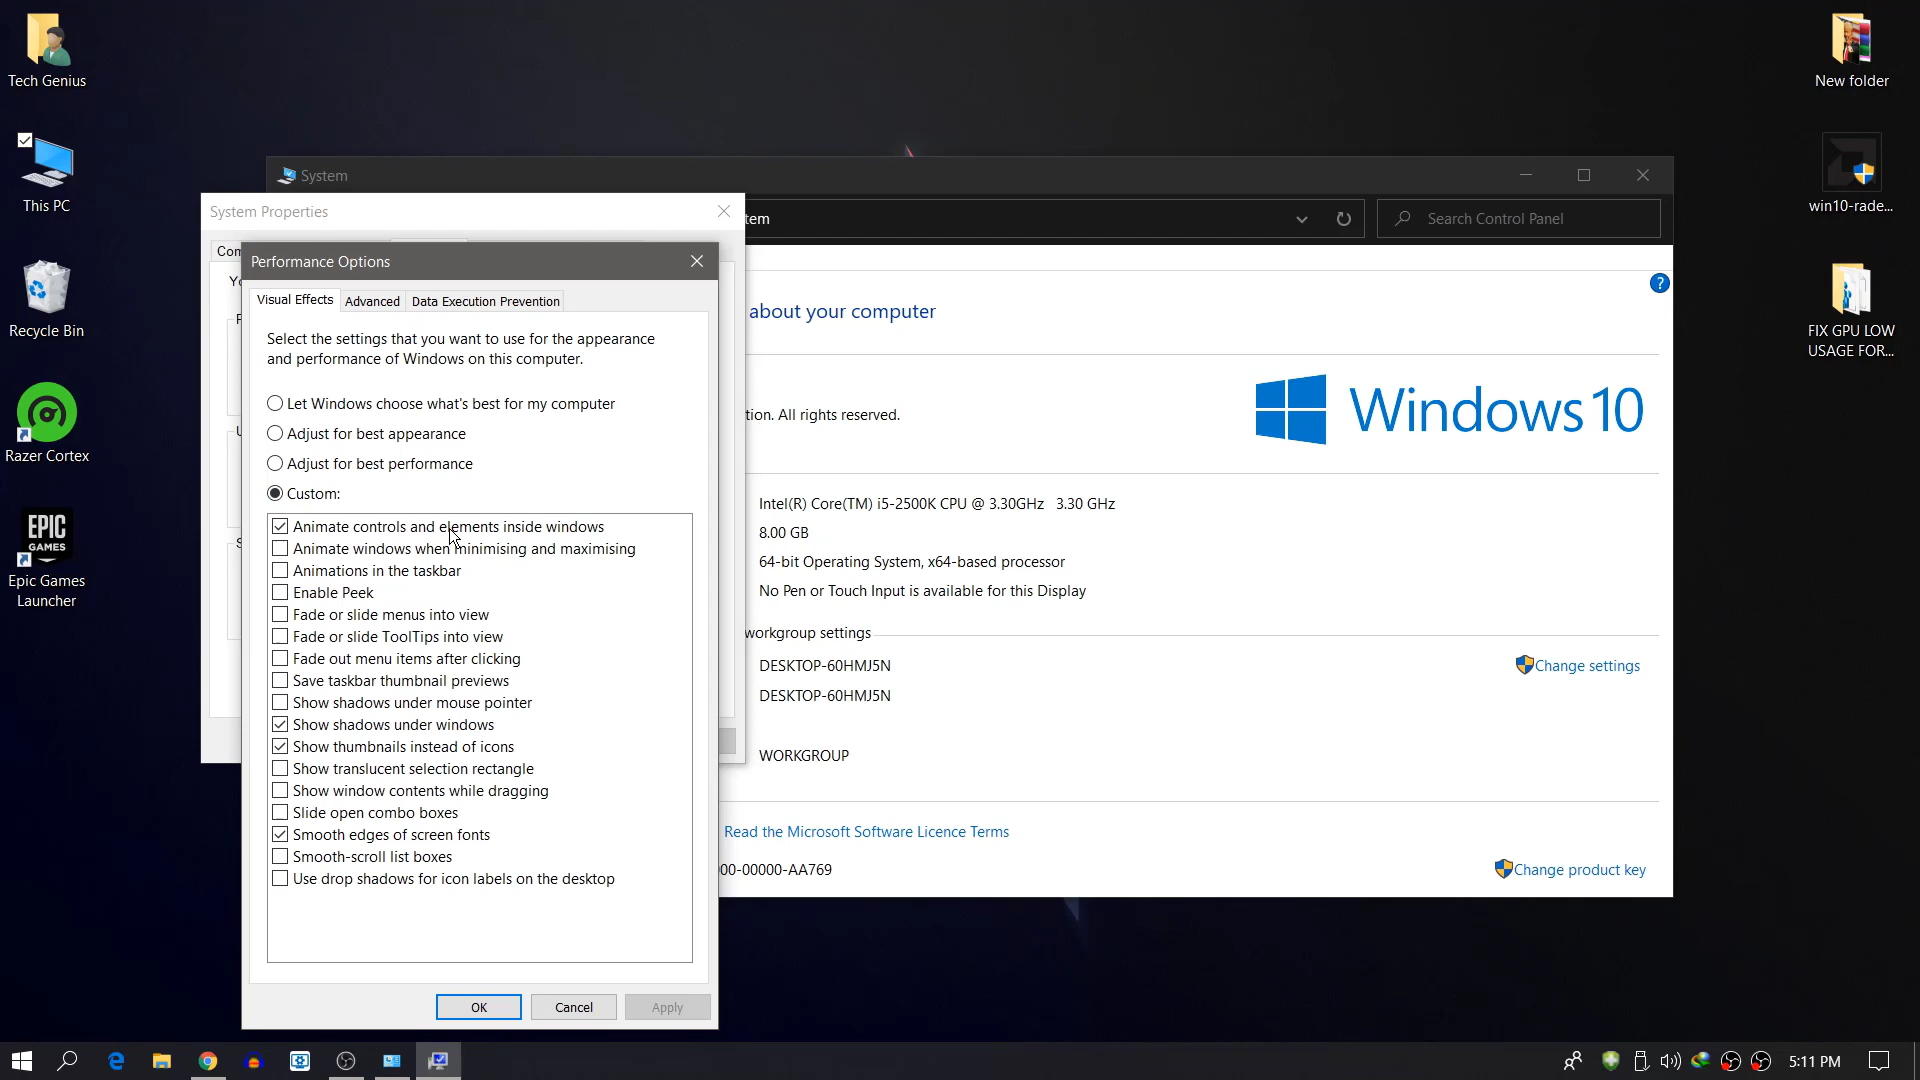 Tech Genius
This PC
Recycle Bin
Razer Cortex
EPIC
GAMES
Epic Games
Launcher
New folder
win10-rade...
FIX GPU LOW
USAGE FOR...
System
tem
Search Control Panel
?
about your computer
tion. All rights reserved.
Windows 10
Intel(R) Core(TM) i5-2500K CPU @ 3.30GHz 3.30 GHz
8.00 GB
64-bit Operating System, x64-based processor
No Pen or Touch Input is available for this Display
workgroup settings
DESKTOP-60HMJ5N
Change settings
DESKTOP-60HMJ5N
WORKGROUP
Read the Microsoft Software Licence Terms
00-00000-AA769
Change product key
System Properties
Com
Yo
Performance Options
Visual Effects
Advanced
Data Execution Prevention
Select the settings that you want to use for the appearance
and performance of Windows on this computer.
Let Windows choose what's best for my computer
Adjust for best appearance
Adjust for best performance
Custom:
Animate controls and elements inside windows
Animate windows when minimising and maximising
Animations in the taskbar
Enable Peek
Fade or slide menus into view
Fade or slide ToolTips into view
Fade out menu items after clicking
Save taskbar thumbnail previews
Show shadows under mouse pointer
Show shadows under windows
Show thumbnails instead of icons
Show translucent selection rectangle
Show window contents while dragging
Slide open combo boxes
Smooth edges of screen fonts
Smooth-scroll list boxes
Use drop shadows for icon labels on the desktop
OK
Cancel
Apply
5:11 PM